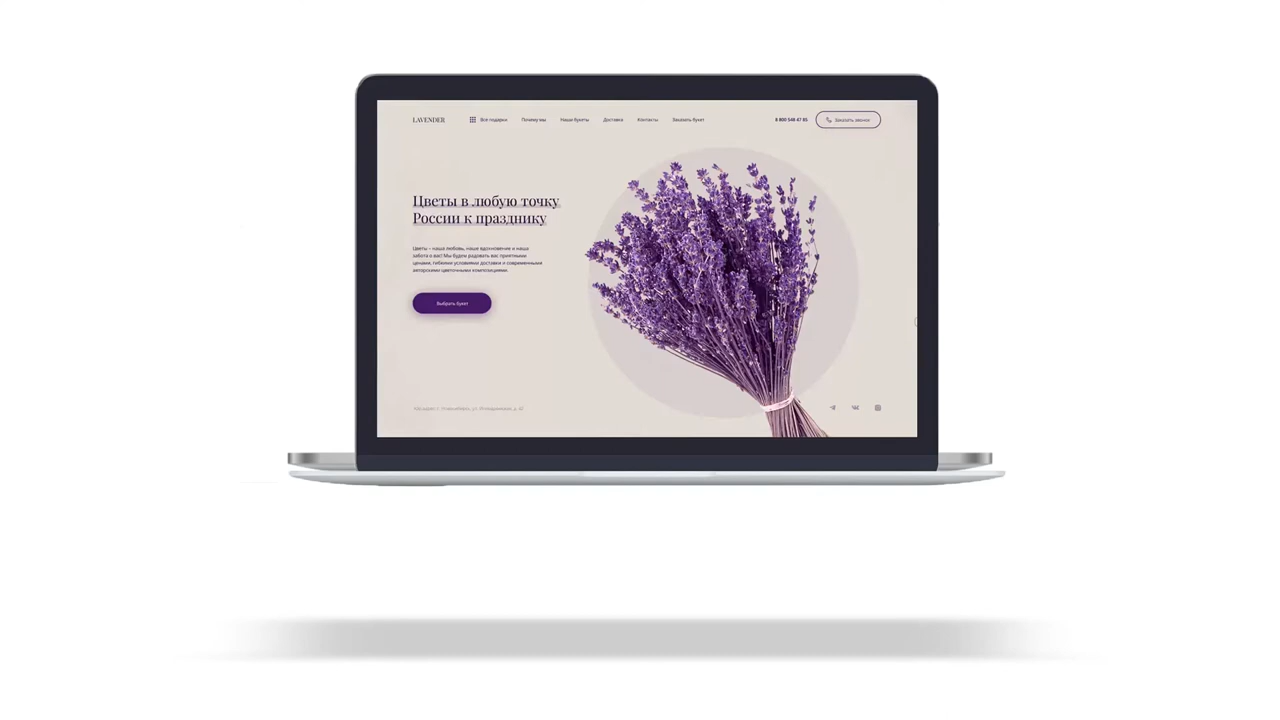 LAVENDER
Все подарки
Почему мы
Наши букеты
Доставка
Контакты
Заказать букет
8 800 548 47 85
Заказать звонок
Цветы в любую точку
России к празднику
Цветы – наша любовь, наше вдохновение и наша
забота о вас! Мы будем радовать вас приятными
ценами, гибкими условиями доставки и современными
авторскими цветочными композициями.
Выбрать букет